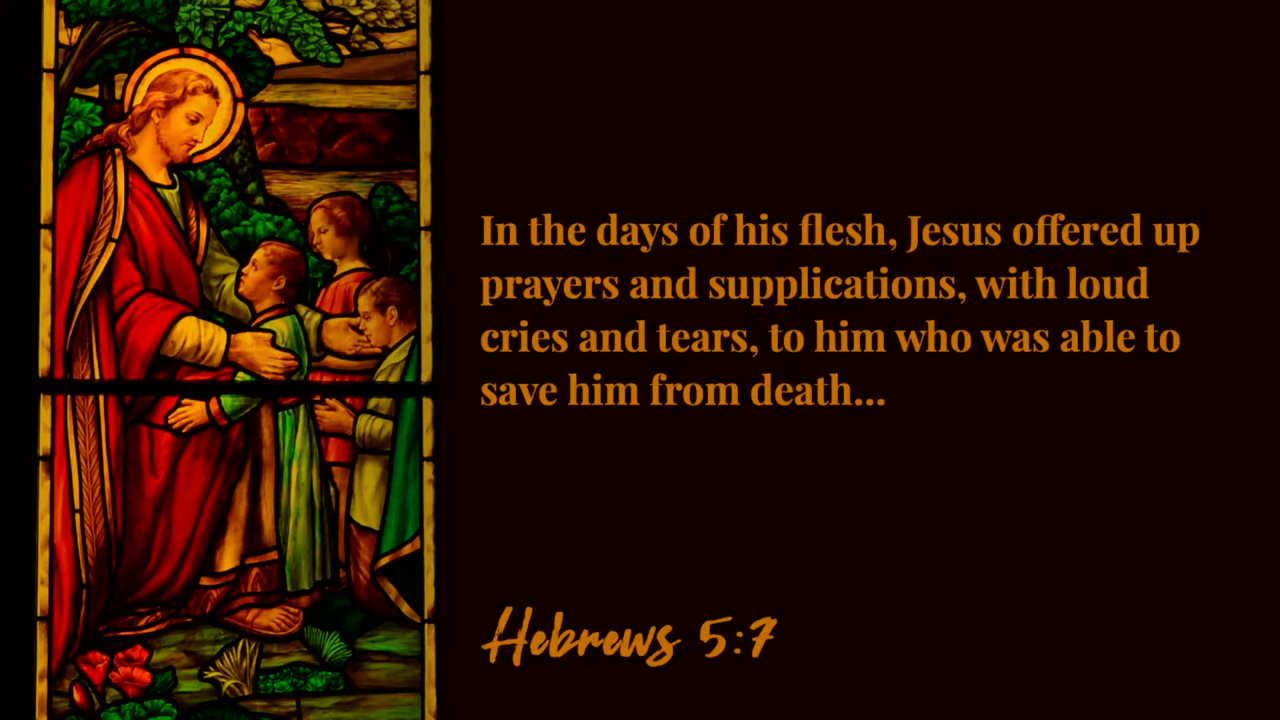 In the days of his flesh, Jesus offered up
prayers and supplications, with loud
cries and tears, to him who was able to
save him from death...
Hebrews 5:7